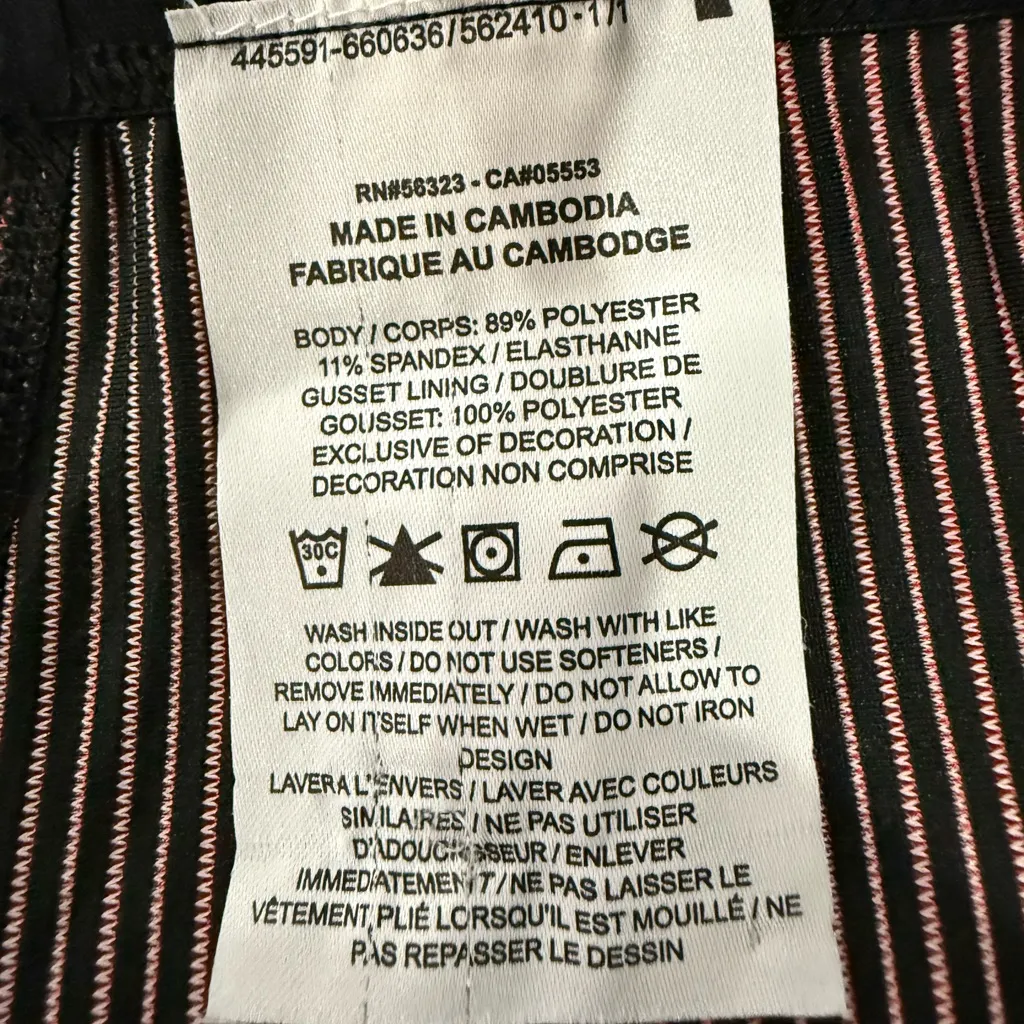 445591-660636/562410 · 1/1
RN#56323 - CA#05553
MADE IN CAMBODIA
FABRIQUE AU CAMBODGE
BODY / CORPS: 89% POLYESTER
11% SPANDEX / ELASTHANNE
GUSSET LINING / DOUBLURE DE
GOUSSET: 100% POLYESTER
EXCLUSIVE OF DECORATION /
DECORATION NON COMPRISE
30C
WASH INSIDE OUT / WASH WITH LIKE
COLORS / DO NOT USE SOFTENERS /
REMOVE IMMEDIATELY / DO NOT ALLOW TO
LAY ON ITSELF WHEN WET / DO NOT IRON
DESIGN
LAVER A L'ENVERS / LAVER AVEC COULEURS
SIMILAIRES / NE PAS UTILISER
D'ADOUCISSEUR / ENLEVER
IMMEDIATEMENT / NE PAS LAISSER LE
VÊTEMENT PLIÉ LORSQU'IL EST MOUILLÉ / NE
PAS REPASSER LE DESSIN